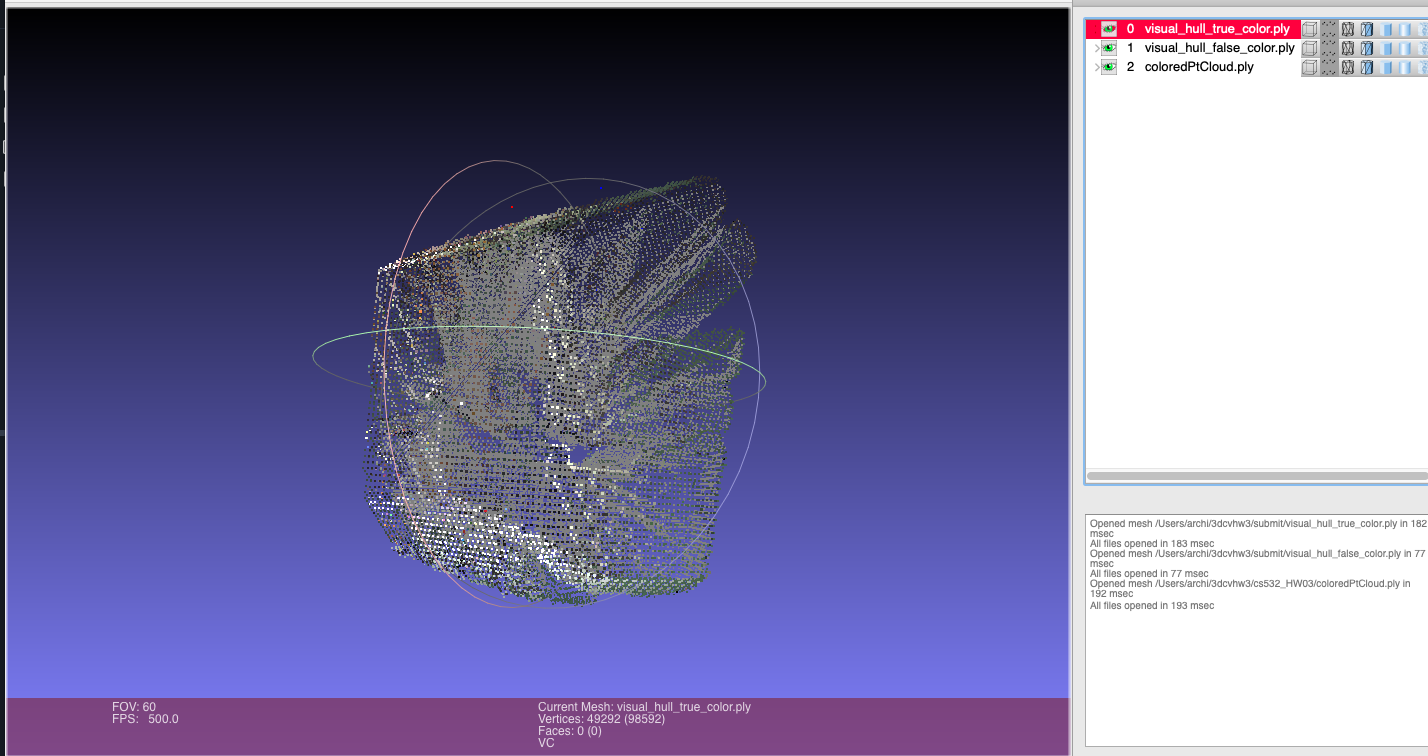 0 visual_hull_true_color.ply
1 visual_hull_false_color.ply
2 coloredPtCloud.ply
Opened mesh /Users/archi/3dcvhw3/submit/visual_hull_true_color.ply in 182
msec
All files opened in 183 msec
Opened mesh /Users/archi/3dcvhw3/submit/visual_hull_false_color.ply in 77
msec
All files opened in 77 msec
Opened mesh /Users/archi/3dcvhw3/cs532_HW03/coloredPtCloud.ply in
192 msec
All files opened in 193 msec
FOV: 60
FPS: 500.0
Current Mesh: visual_hull_true_color.ply
Vertices: 49292 (98592)
Faces: 0 (0)
VC